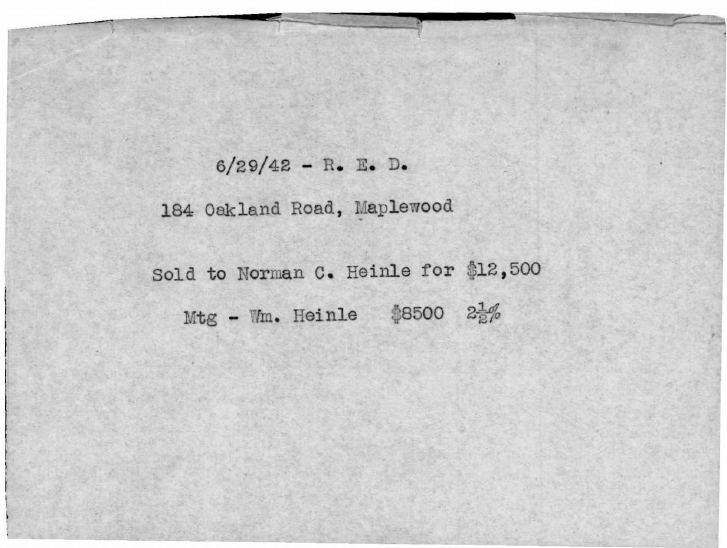 6/29/42 - R. E. D.
184 Oakland Road, Maplewood
Sold to Norman C. Heinle for $12,500
Mtg - Wm. Heinle $8500 2½%